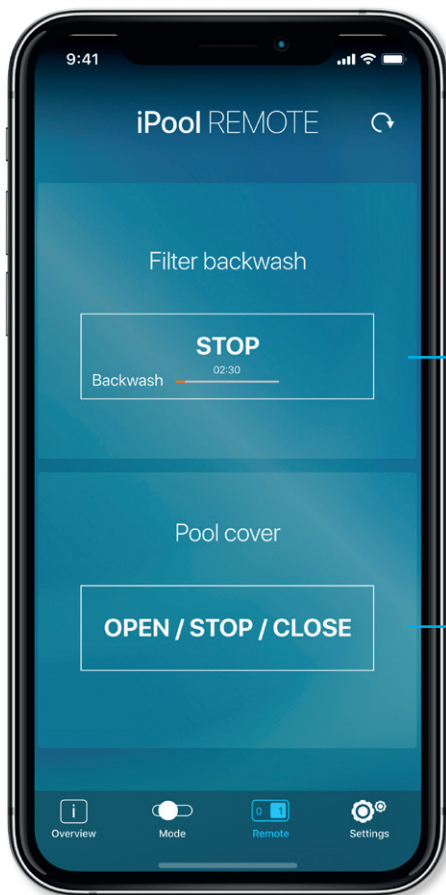 9:41
iPool REMOTE
Filter backwash
STOP
02:30
Backwash
Pool cover
OPEN / STOP / CLOSE
i
0 1
Overview
Mode
Remote
Settings